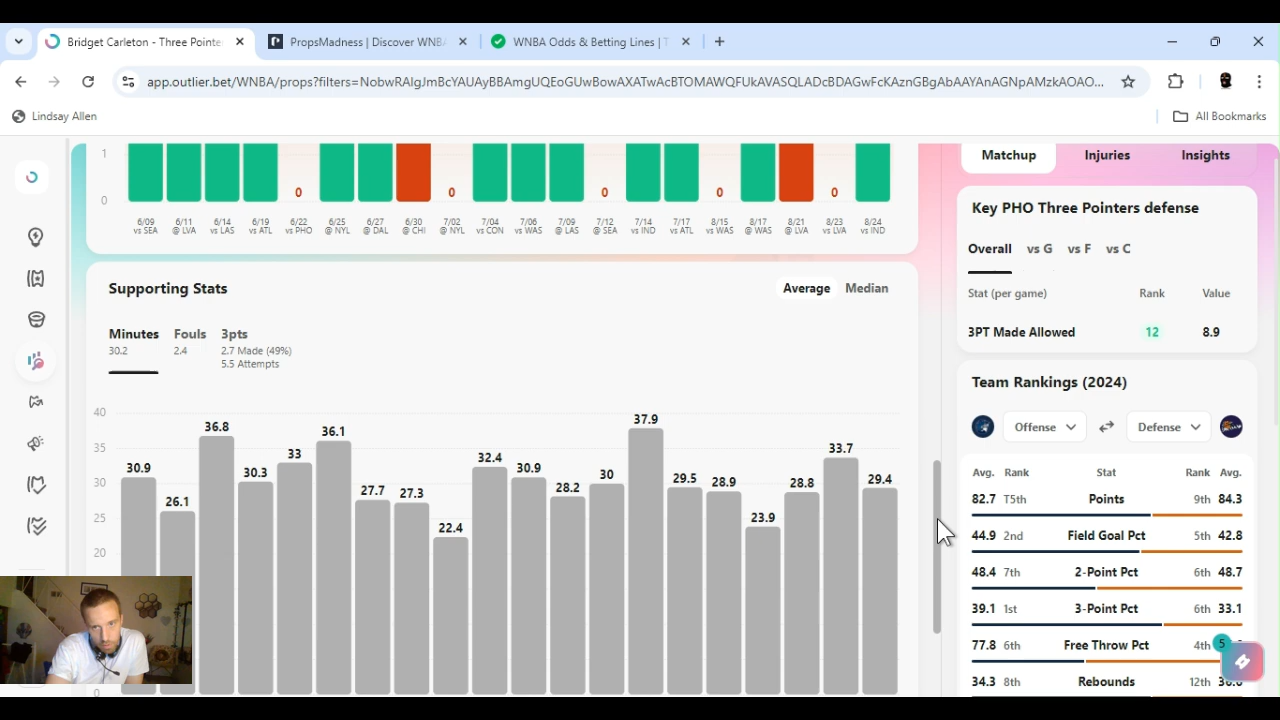 Bridget Carleton - Three Pointe
PropsMadness | Discover WNBA
WNBA Odds & Betting Lines | T
app.outlier.bet/WNBA/props?filters=NobwRAlgJmBcYAUAyBBAmgUQEoGUwBowAXATwAcBTOMAWQFUkAVASQLADcBDAGwFcKAznGBgAbAAYAnAGNpAMzkAOAO...
Lindsay Allen
All Bookmarks
1
0
0 0 0 0 0
6/09 6/11 6/14 6/19 6/22 6/25 6/27 6/30 7/02 7/04 7/06 7/09 7/12 7/14 7/17 8/15 8/17 8/21 8/23 8/24
vs SEA @ LVA vs LAS vs ATL vs PHO @ NYL @ DAL @ CHI @ NYL vs CON vs WAS @ LAS @ SEA vs IND vs ATL vs WAS @ WAS @ LVA vs LVA vs IND
Supporting Stats
Average Median
Minutes Fouls 3pts
30.2 2.4 2.7 Made (49%)
5.5 Attempts
40
35
30
25
20
0
30.9 26.1 36.8 30.3 33 36.1 27.7 27.3 22.4 32.4 30.9 28.2 30 37.9 29.5 28.9 23.9 28.8 33.7 29.4
Matchup Injuries Insights
Key PHO Three Pointers defense
Overall vs G vs F vs C
Stat (per game) Rank Value
3PT Made Allowed 12 8.9
Team Rankings (2024)
Offense Defense
Avg. Rank Stat Rank Avg.
82.7 T5th Points 9th 84.3
44.9 2nd Field Goal Pct 5th 42.8
48.4 7th 2-Point Pct 6th 48.7
39.1 1st 3-Point Pct 6th 33.1
77.8 6th Free Throw Pct 4th
5
34.3 8th Rebounds 12th